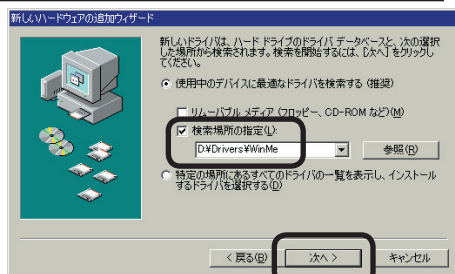 新しいハードウェアの追加ウィザード
新しいドライバは、ハード ドライブのドライバ データベースと、次の選択
した場所から検索されます。検索を開始するには、[次へ] をクリックし
てください。
使用中のデバイスに最適なドライバを検索する (推奨)
リムーバブル メディア (フロッピー、CD-ROM など)(M)
検索場所の指定(L):
D:¥Drivers¥WinMe
参照(R)
特定の場所にあるすべてのドライバの一覧を表示し、インストール
するドライバを選択する(D)
< 戻る(B)
次へ >
キャンセル